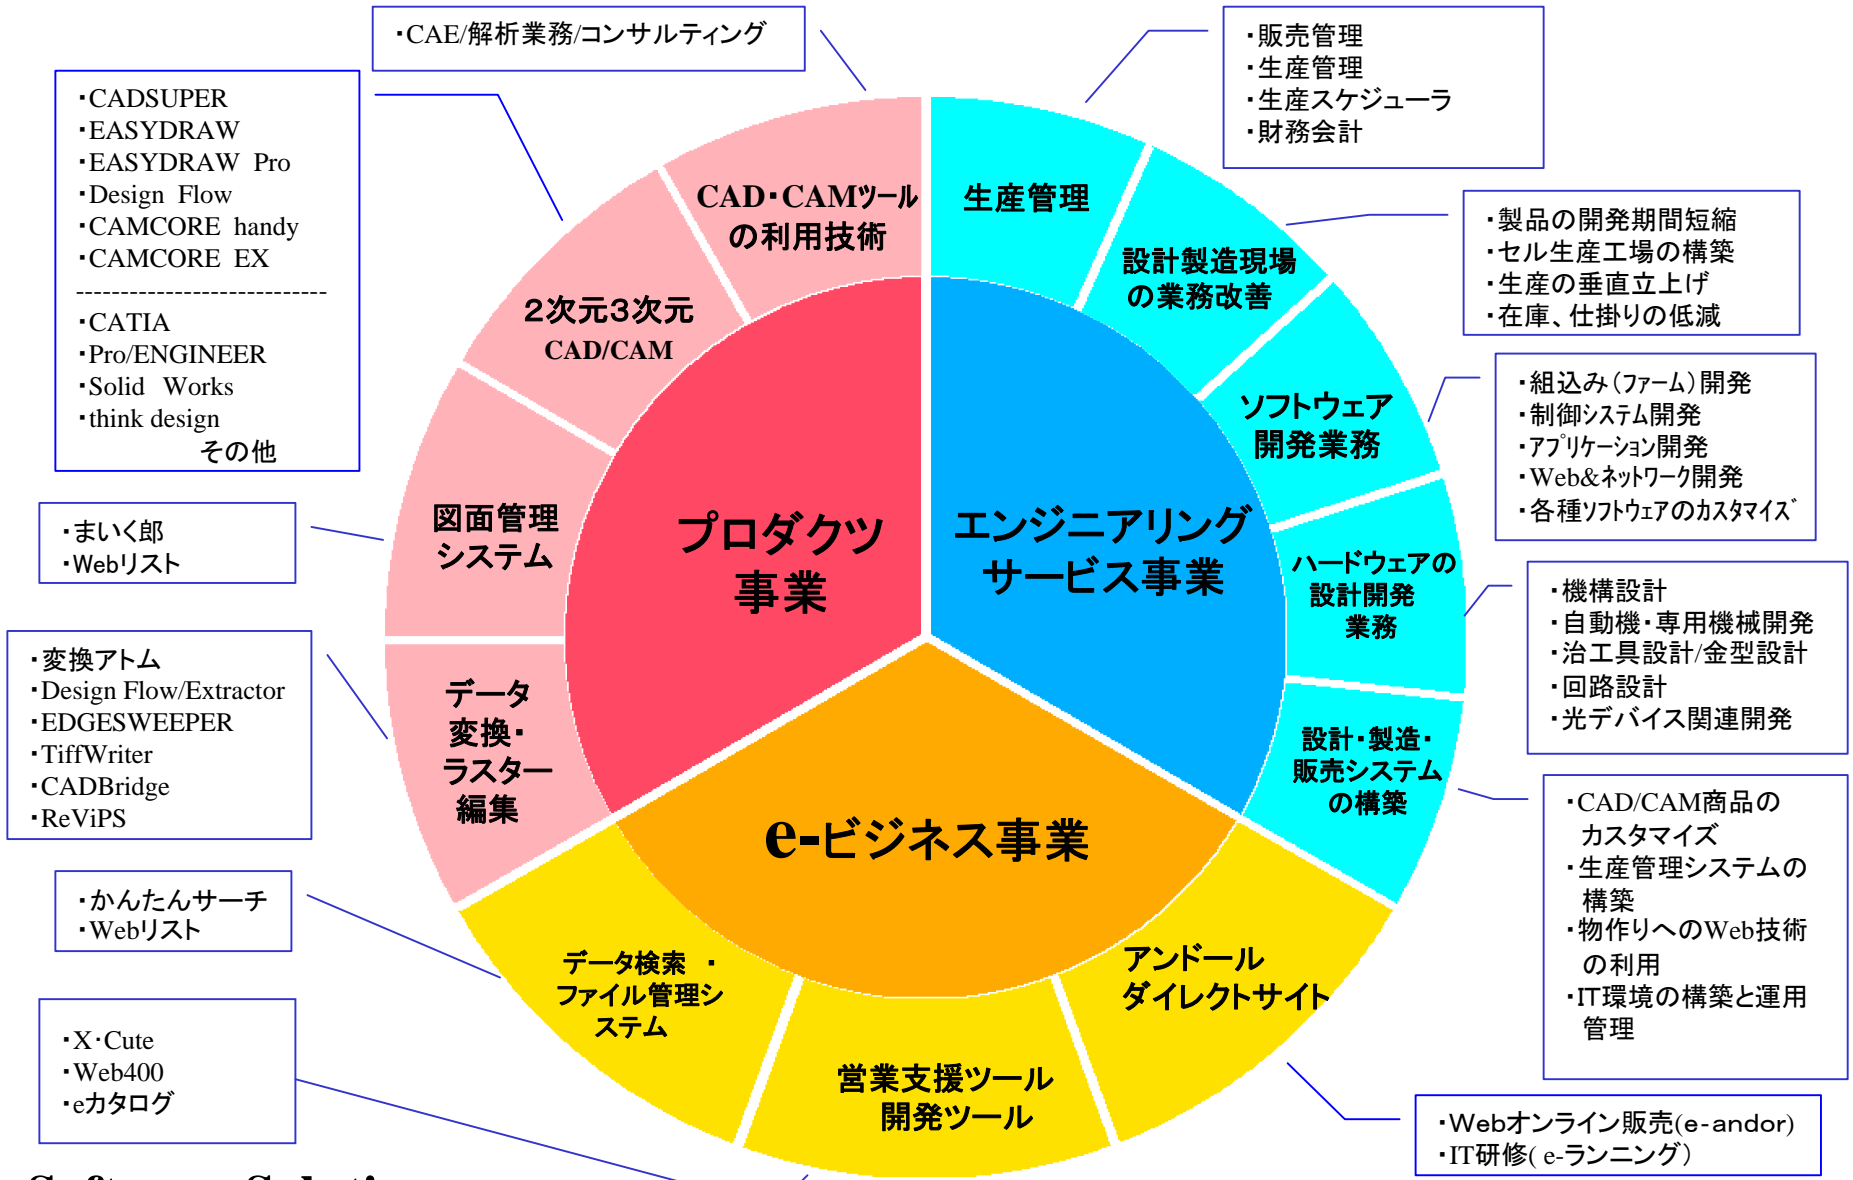 ・CAE/解析業務/コンサルティング
・販売管理
・生産管理
・生産スケジューラ
・財務会計
・CADSUPER
・EASYDRAW
・EASYDRAW Pro
・Design Flow
・CAMCORE handy
・CAMCORE EX
----------------------------
・CATIA
・Pro/ENGINEER
・Solid Works
・think design
その他
CAD・CAMツール
の利用技術
生産管理
・製品の開発期間短縮
・セル生産工場の構築
・生産の垂直立上げ
・在庫、仕掛りの低減
設計製造現場
の業務改善
2次元3次元
CAD/CAM
・組込み(ファーム)開発
・制御システム開発
・アプリケーション開発
・Web&ネットワーク開発
・各種ソフトウェアのカスタマイズ
ソフトウェア
開発業務
・まいく郎
・Webリスト
図面管理
システム
プロダクツ
事業
エンジニアリング
サービス事業
ハードウェアの
設計開発
業務
・機構設計
・自動機・専用機械開発
・治工具設計/金型設計
・回路設計
・光デバイス関連開発
・変換アトム
・Design Flow/Extractor
・EDGESWEEPER
・TiffWriter
・CADBridge
・ReViPS
データ
変換・
ラスター
編集
設計・製造・
販売システム
の構築
・CAD/CAM商品の
カスタマイズ
・生産管理システムの
構築
・物作りへのWeb技術
の利用
・IT環境の構築と運用
管理
e-ビジネス事業
・かんたんサーチ
・Webリスト
データ検索 ・
ファイル管理シ
ステム
アンドール
ダイレクトサイト
・X・Cute
・Web400
・eカタログ
営業支援ツール
開発ツール
・Webオンライン販売(e-andor)
・IT研修( e-ランニング)